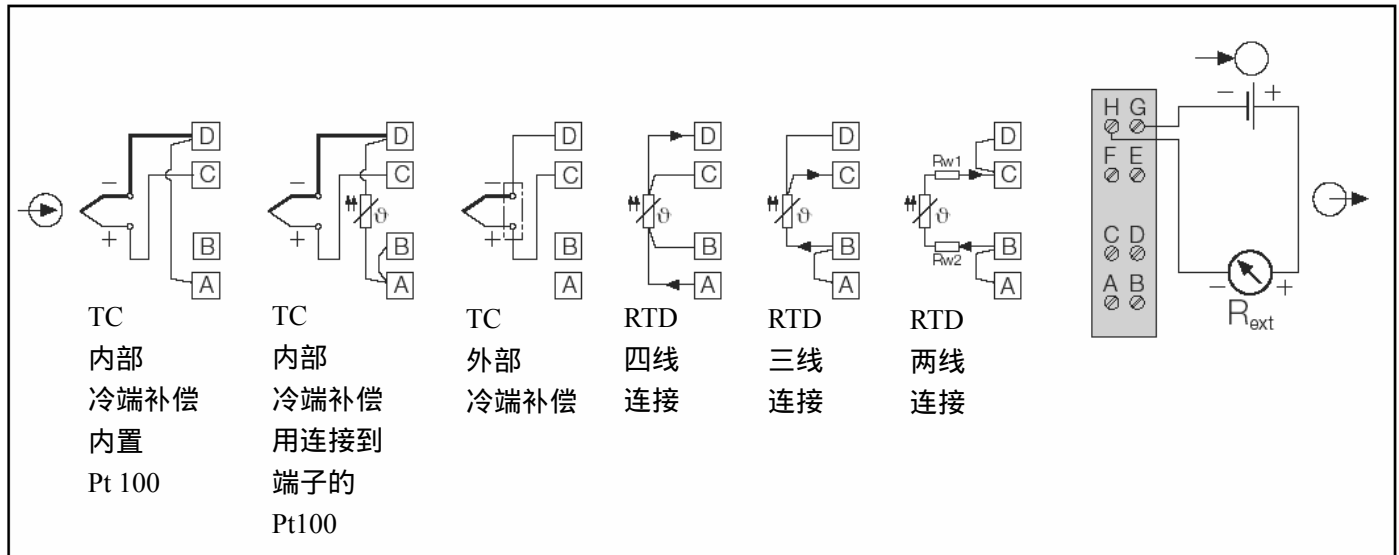 D
C
B
A
−
+
TC
内部
冷端补偿
内置
Pt 100
D
C
B
A
−
+
ϑ
TC
内部
冷端补偿
用连接到
端子的
Pt100
D
C
B
A
−
+
TC
外部
冷端补偿
D
C
B
A
ϑ
RTD
四线
连接
D
C
B
A
ϑ
RTD
三线
连接
D
C
B
A
Rw1
ϑ
Rw2
RTD
两线
连接
H G
F E
C D
A B
− +
− +
Rext